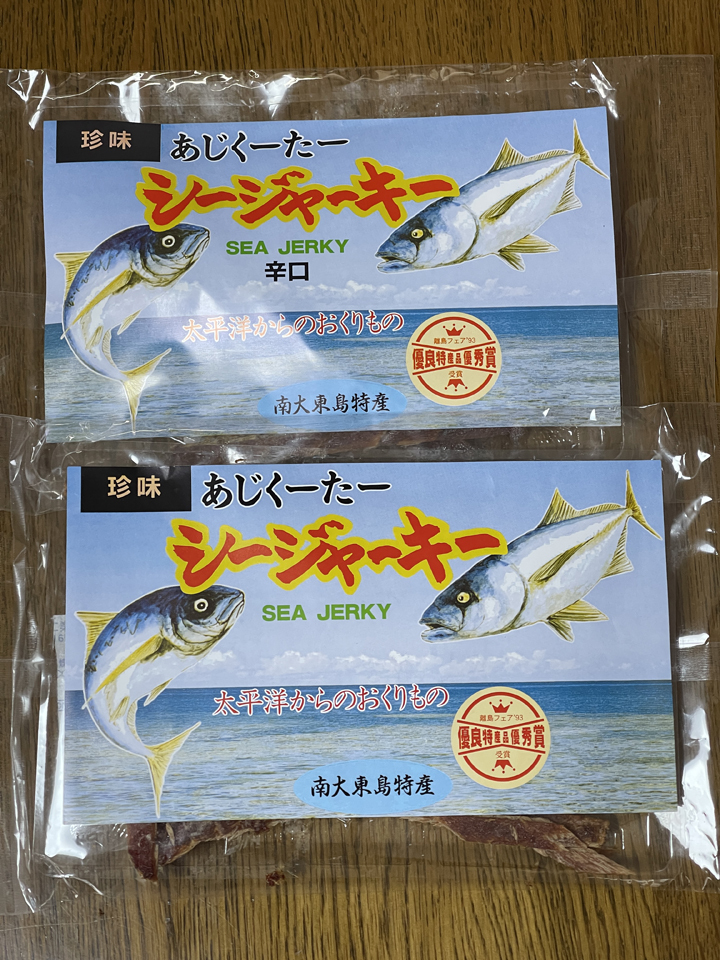 珍味
あじくーたー
シージャーキー
SEA JERKY
辛口
太平洋からのおくりもの
離島フェア'93
優良特産品優秀賞
受賞
南大東島特産
珍味
あじくーたー
シージャーキー
SEA JERKY
太平洋からのおくりもの
離島フェア'93
優良特産品優秀賞
受賞
南大東島特産